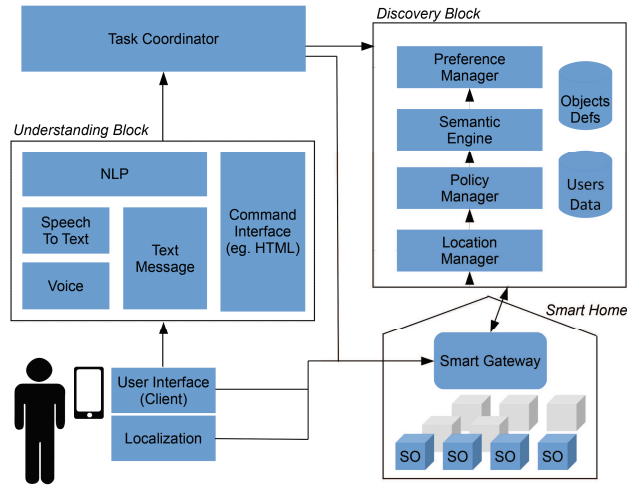 Discovery Block
Task Coordinator
Preference
Manager
Objects
Defs
Semantic
Engine
Understanding Block
NLP
Policy
Manager
Users
Data
Speech
To Text
Text
Message
Command
Interface
(eg. HTML)
Location
Manager
Voice
Smart Home
Smart Gateway
User Interface
(Client)
Localization
SO
SO
SO
SO